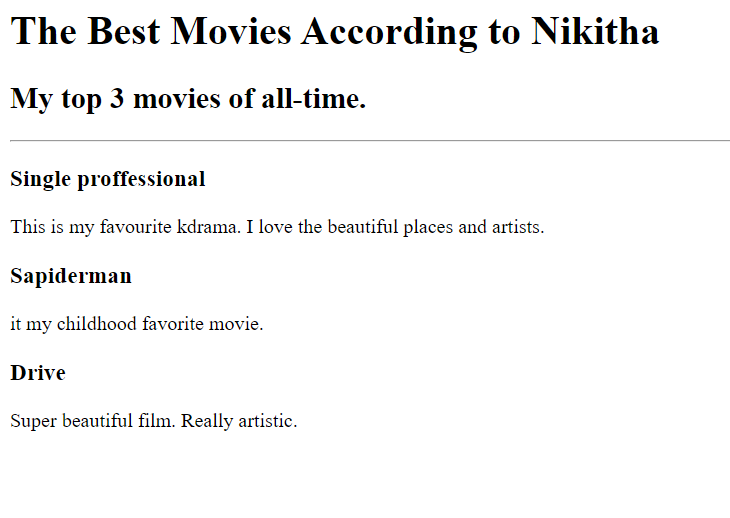 The Best Movies According to Nikitha
My top 3 movies of all-time.
Single proffessional
This is my favourite kdrama. I love the beautiful places and artists.
Sapiderman
it my childhood favorite movie.
Drive
Super beautiful film. Really artistic.